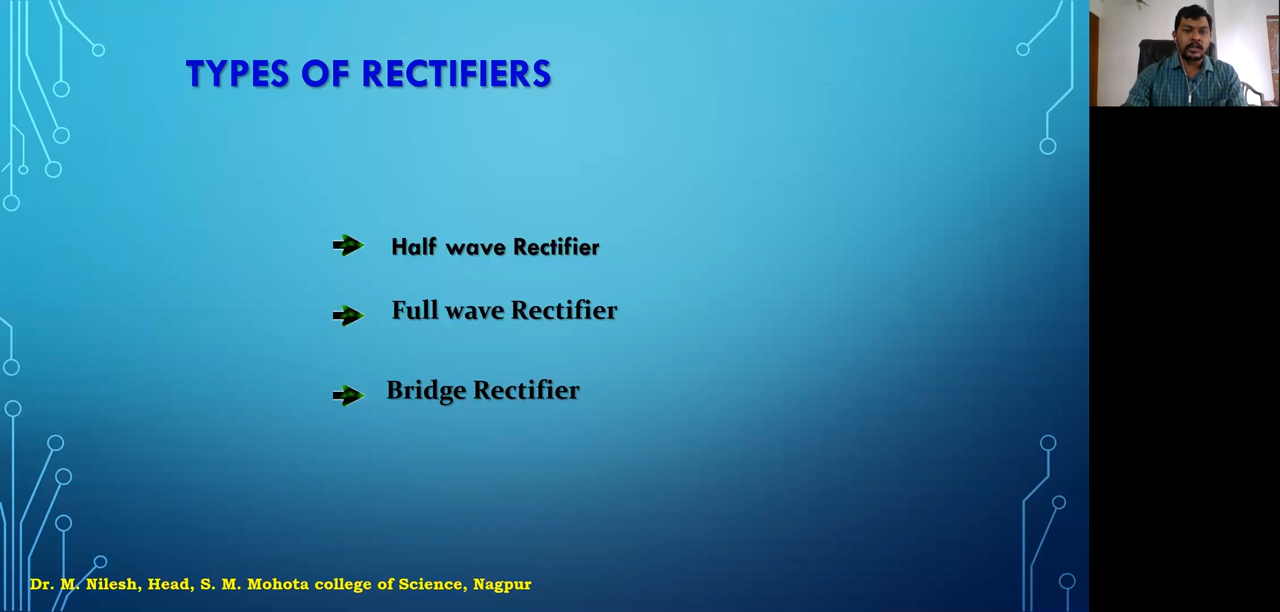 TYPES OF RECTIFIERS
Half wave Rectifier
Full wave Rectifier
Bridge Rectifier
Dr. M. Nilesh, Head, S. M. Mohota college of Science, Nagpur